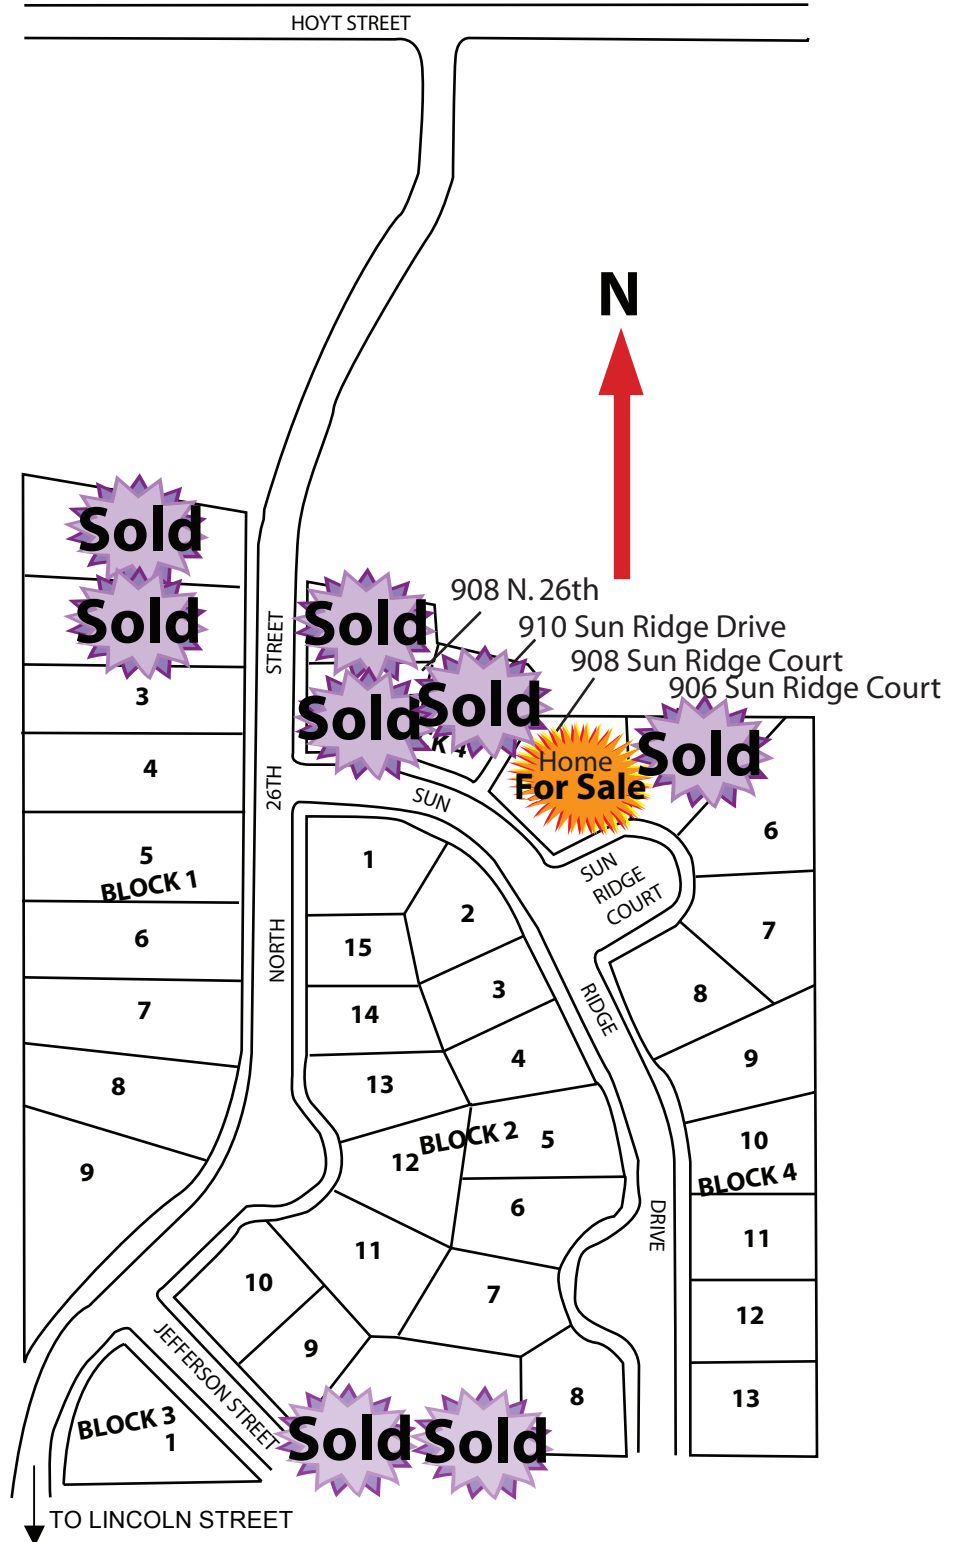 HOYT STREET
N
Sold
Sold
Sold
908 N. 26th
910 Sun Ridge Drive
908 Sun Ridge Court
906 Sun Ridge Court
Sold
Sold
Sold
Home
For Sale
STREET
26TH
NORTH
SUN
RIDGE
DRIVE
SUN
RIDGE
COURT
3
4
5
BLOCK 1
6
7
8
9
1
2
15
3
14
4
13
BLOCK 2
5
12
6
11
10
7
9
8
6
7
8
9
10
BLOCK 4
11
12
13
JEFFERSON STREET
BLOCK 3
1
Sold
Sold
TO LINCOLN STREET